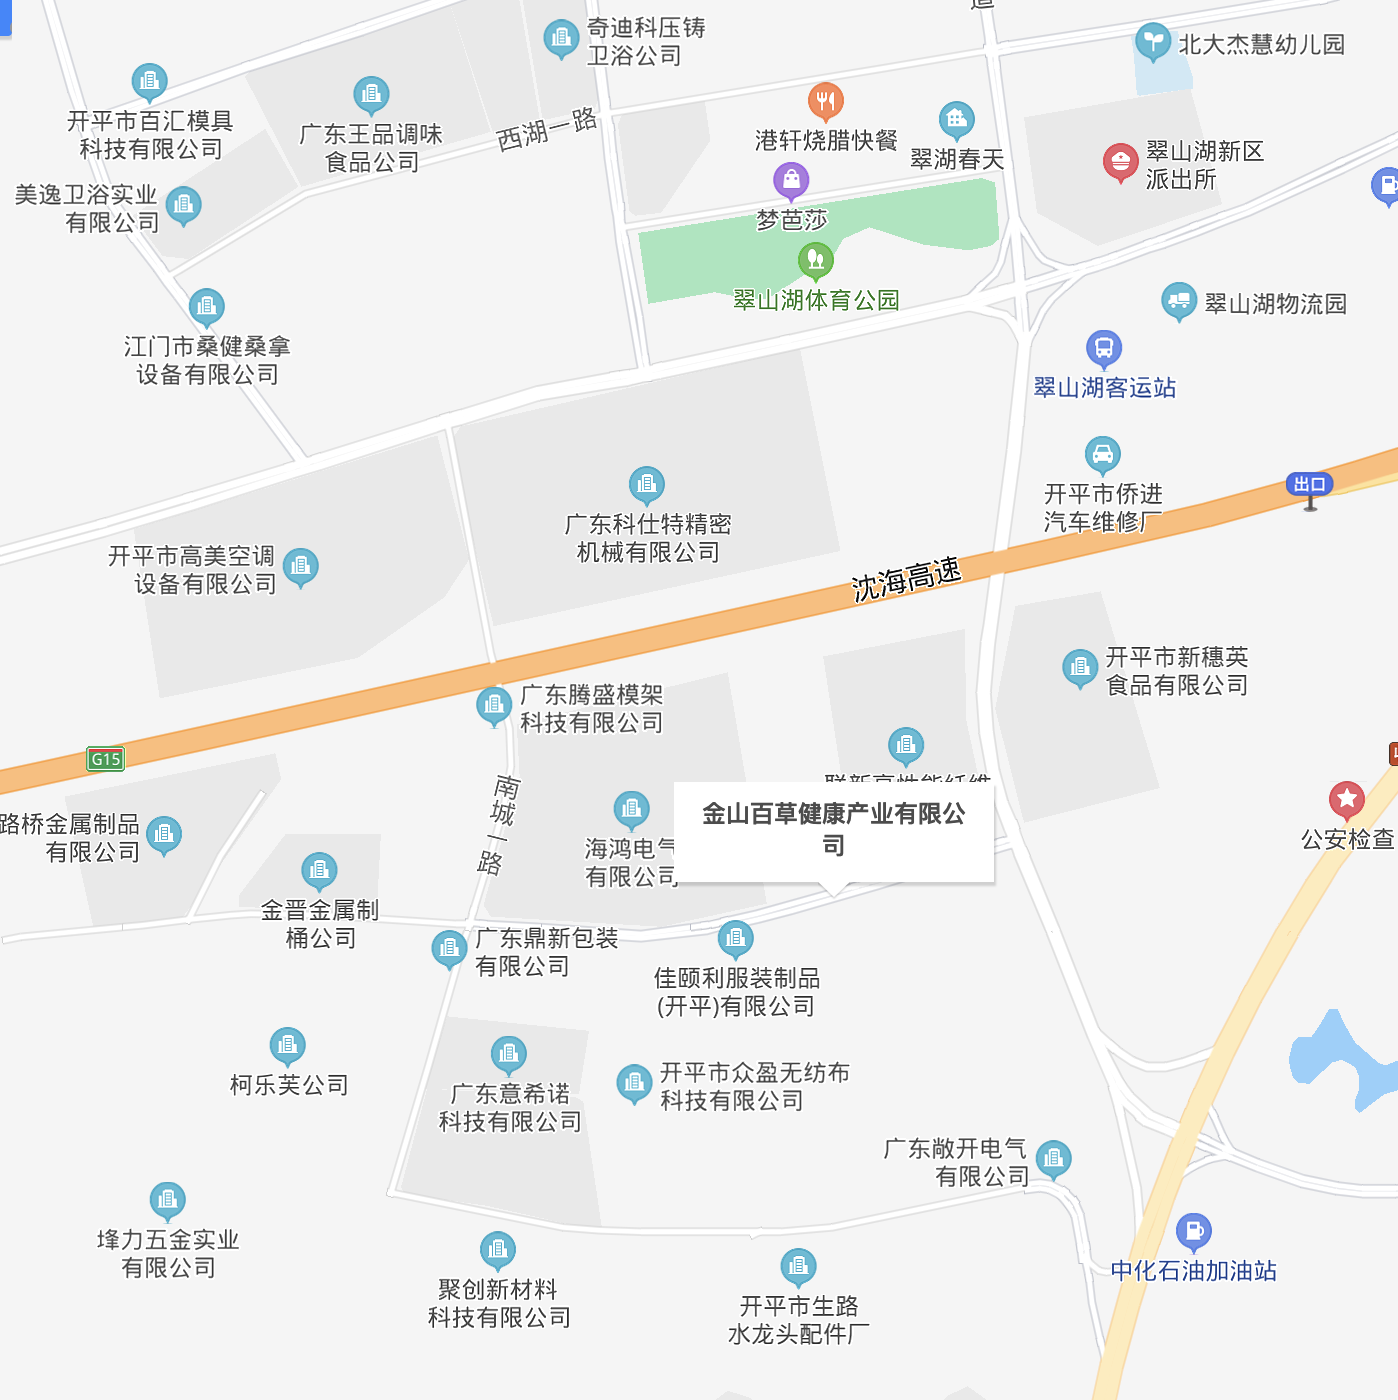 奇迪科压铸
卫浴公司
北大杰慧幼儿园
开平市百汇模具
科技有限公司
广东王品调味
食品公司
西湖一路
港轩烧腊快餐
翠湖春天
翠山湖新区
派出所
美逸卫浴实业
有限公司
梦芭莎
翠山湖体育公园
翠山湖物流园
江门市桑健桑拿
设备有限公司
翠山湖客运站
开平市侨进
汽车维修厂
出口
广东科仕特精密
机械有限公司
开平市高美空调
设备有限公司
沈海高速
开平市新穗英
食品有限公司
广东腾盛模架
科技有限公司
G15
南城一路
路桥金属制品
有限公司
海鸿电气
有限公司
金山百草健康产业有限公
司
公安检查
金晋金属制
桶公司
广东鼎新包装
有限公司
佳颐利服装制品
(开平)有限公司
柯乐芙公司
广东意希诺
科技有限公司
开平市众盈无纺布
科技有限公司
广东敞开电气
有限公司
埄力五金实业
有限公司
聚创新材料
科技有限公司
开平市生路
水龙头配件厂
中化石油加油站